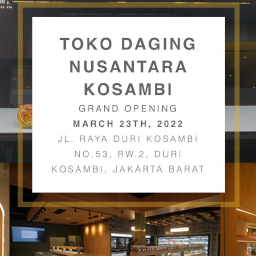 TOKO DAGING
NUSANTARA
KOSAMBI
GRAND OPENING
MARCH 23TH, 2022
JL. RAYA DURI KOSAMBI
NO.53, RW.2, DURI
KOSAMBI, JAKARTA BARAT